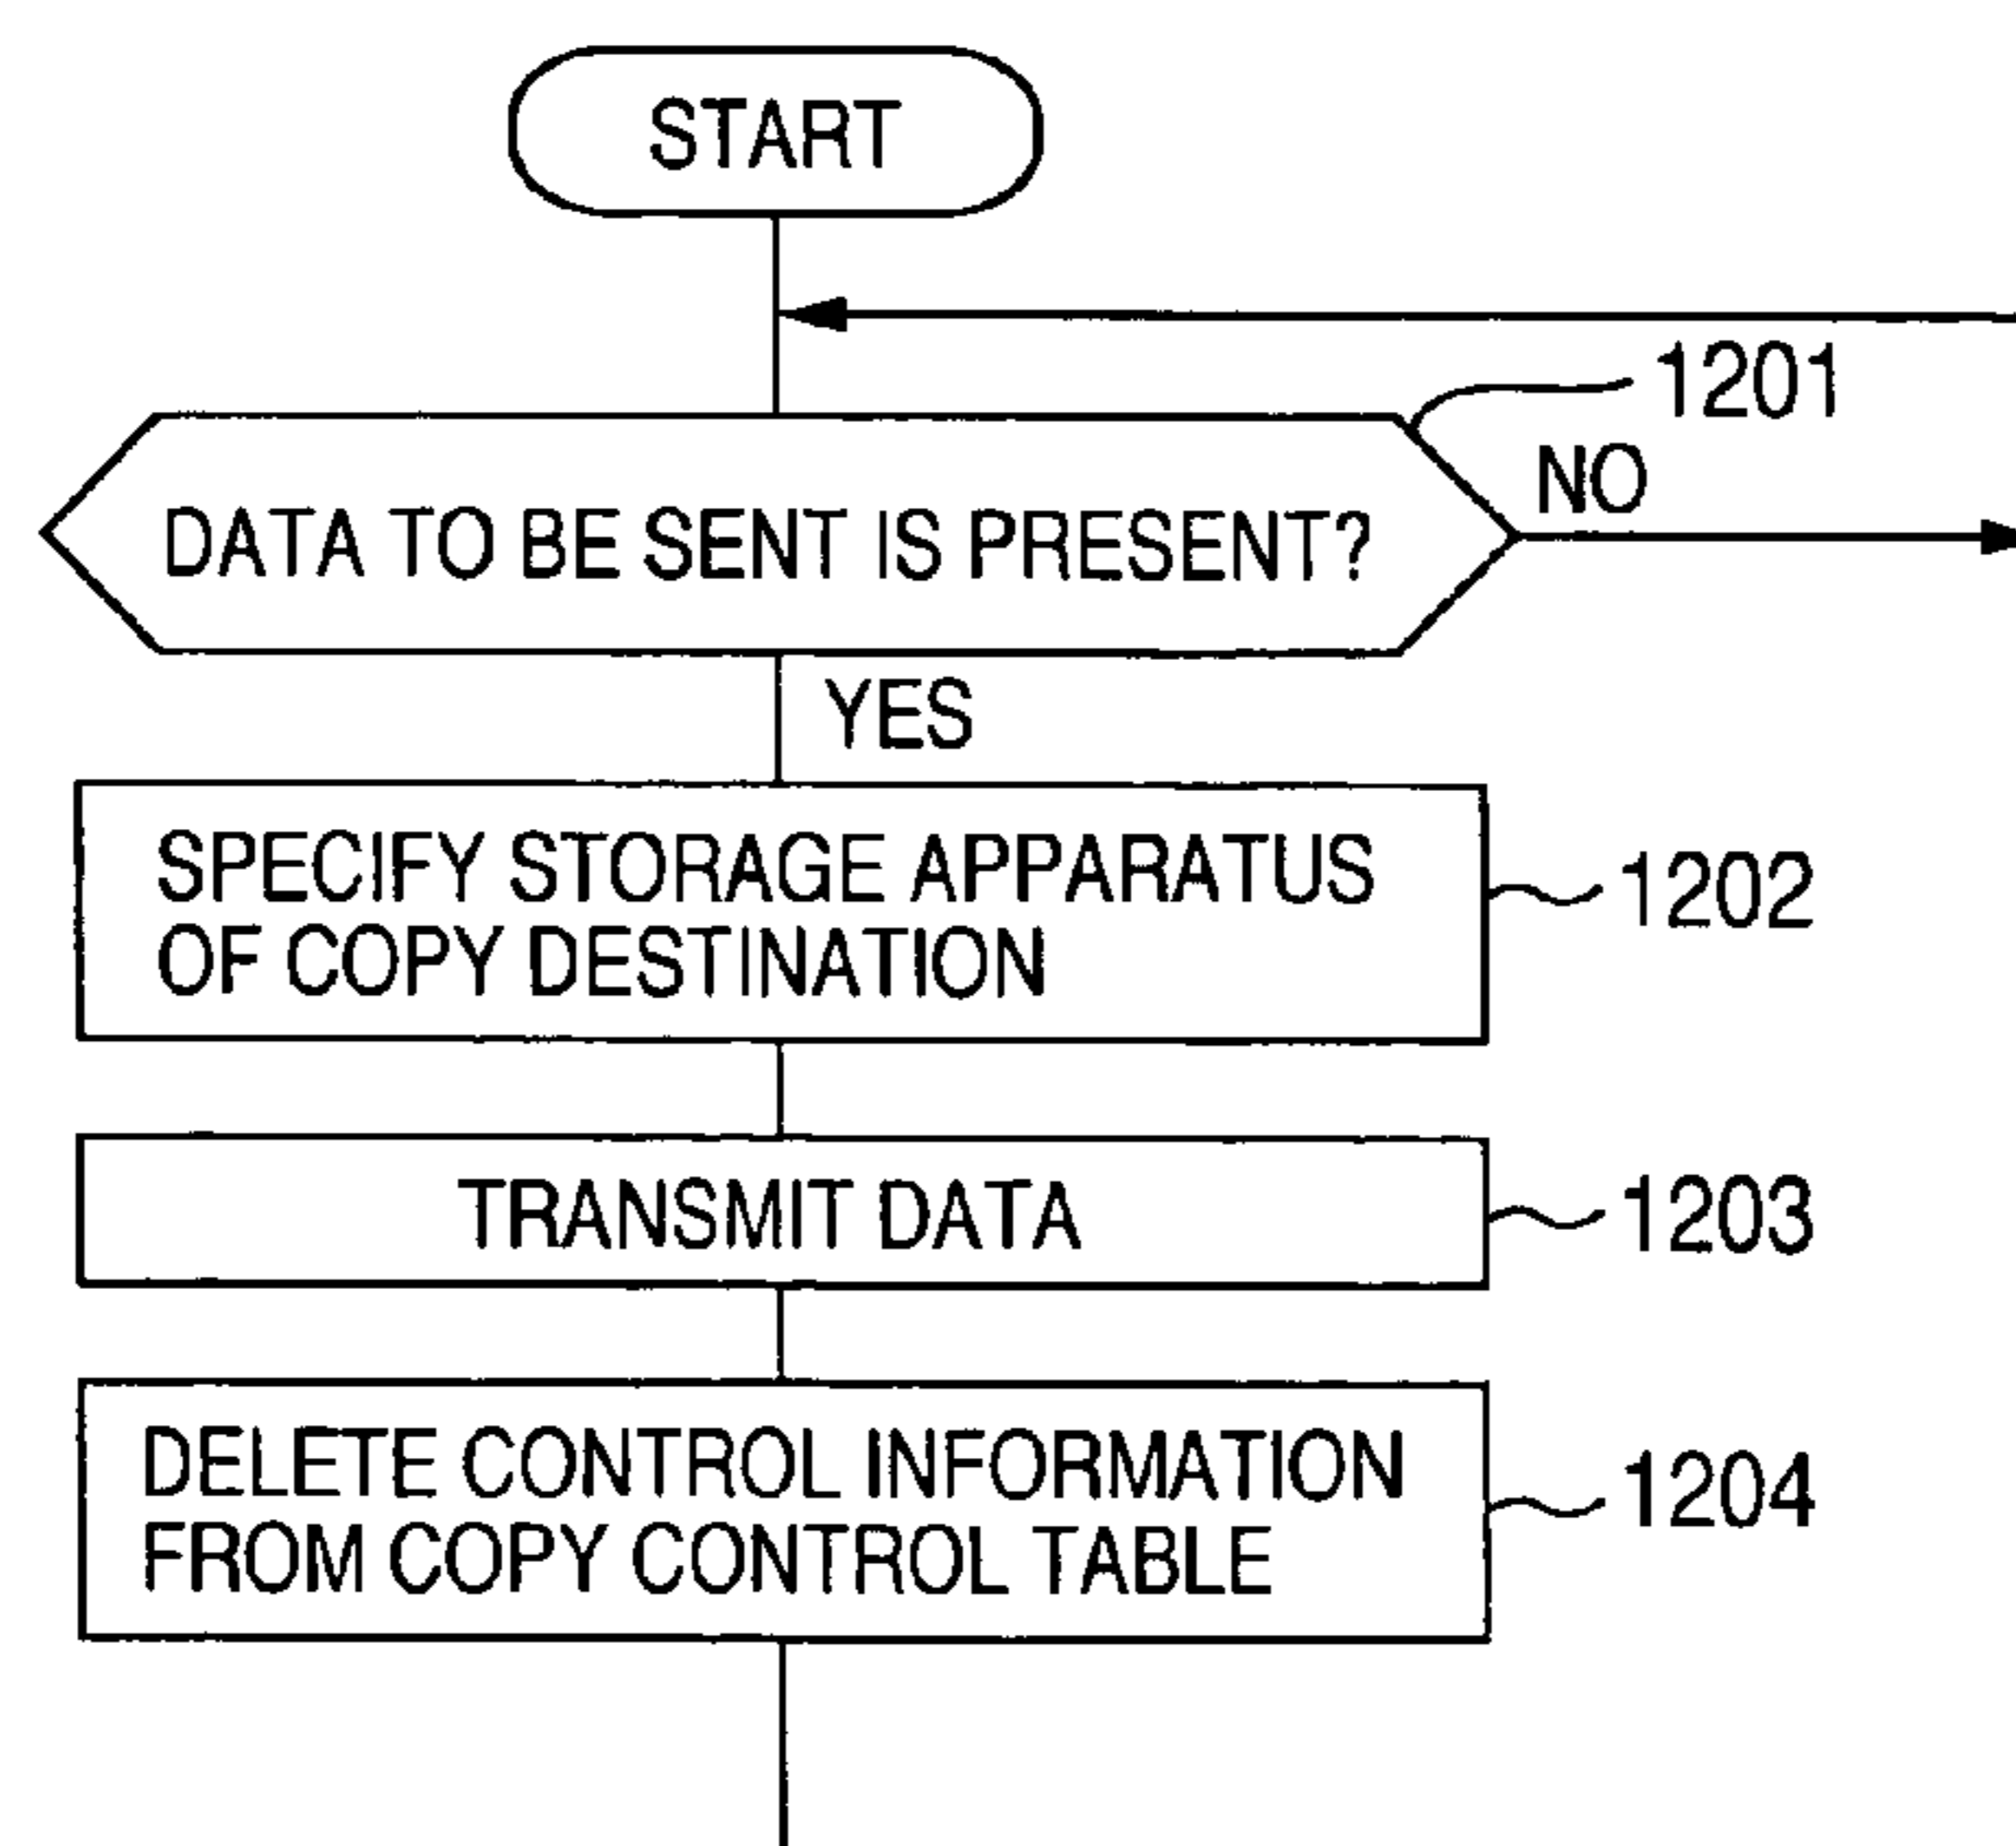 START
1201
NO
DATA TO BE SENT IS PRESENT?
YES
SPECIFY STORAGE APPARATUS
OF COPY DESTINATION
1202
TRANSMIT DATA
1203
DELETE CONTROL INFORMATION
FROM COPY CONTROL TABLE
1204